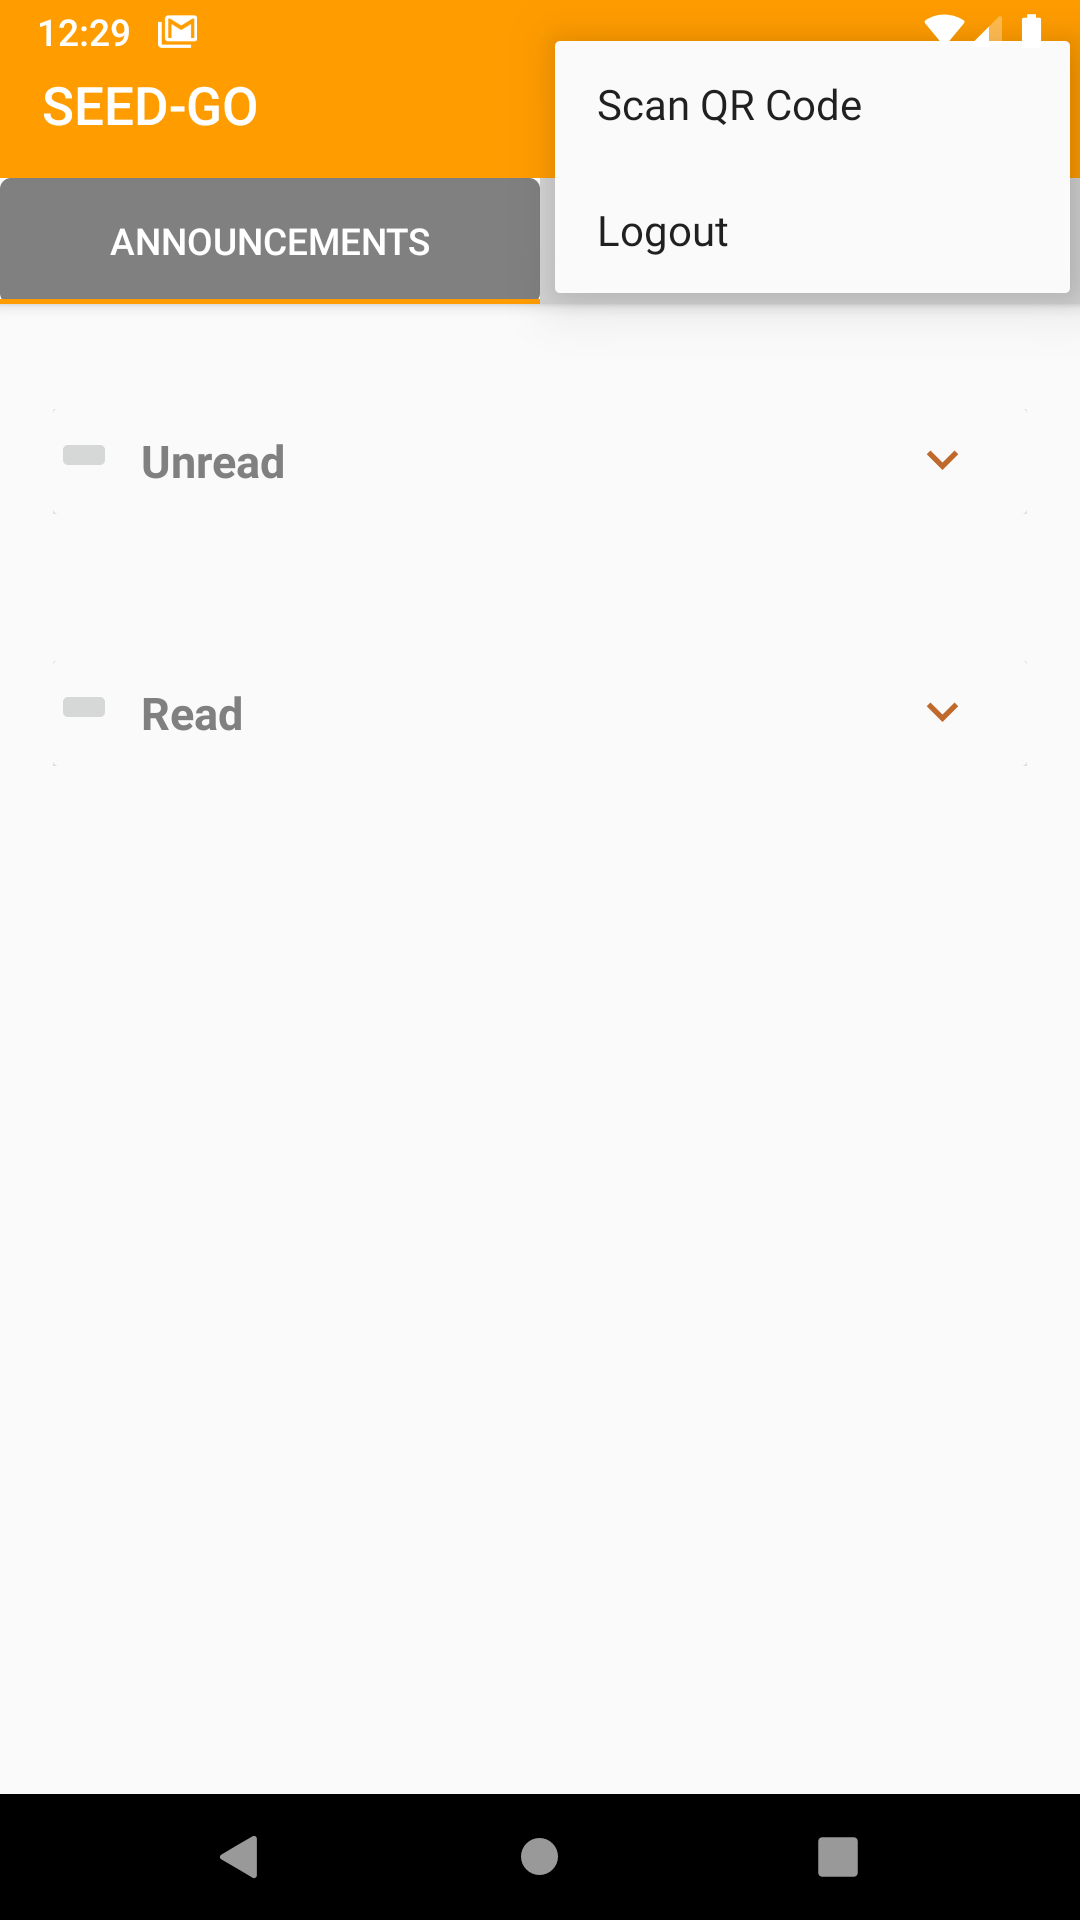 12:29
SEED-GO
Scan QR Code
Logout
ANNOUNCEMENTS
Unread
Read